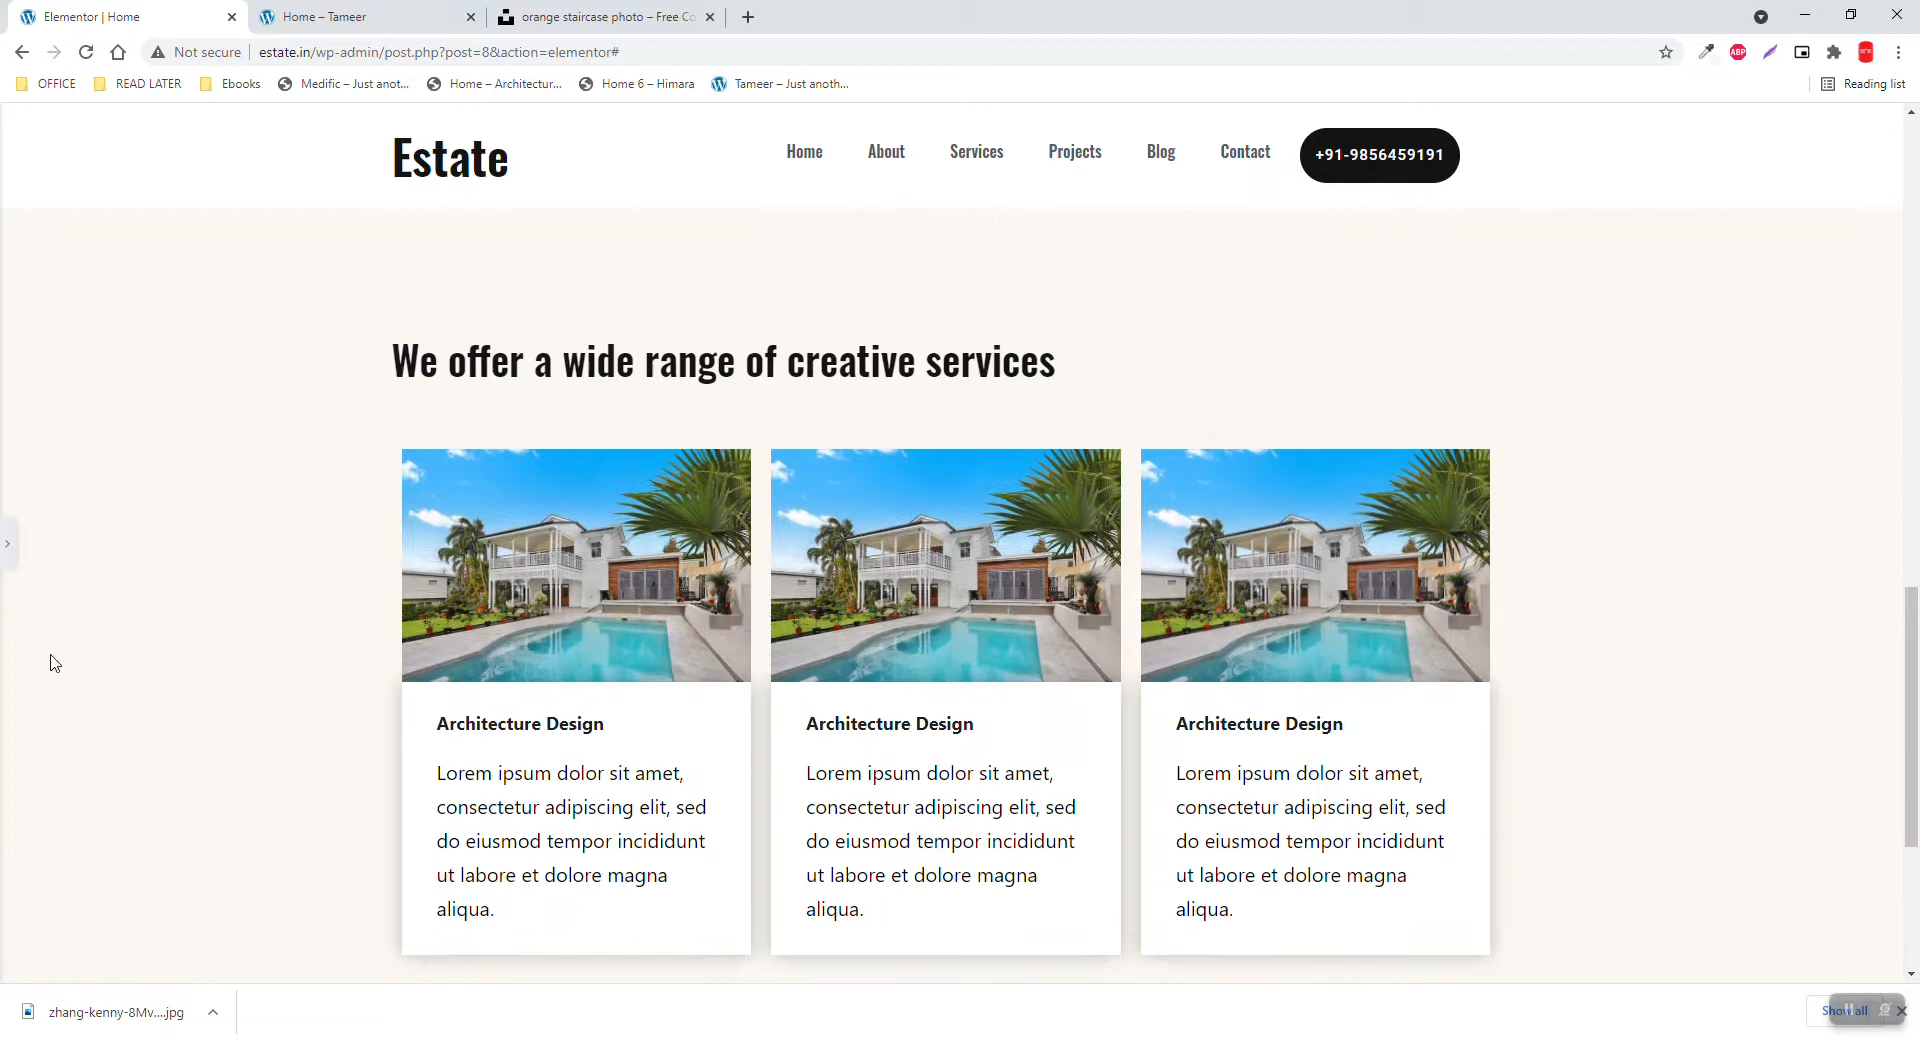 Elementor | Home
Home – Tameer
orange staircase photo – Free Co
Not secure
estate.in/wp-admin/post.php?post=8&action=elementor#
ABP
OFFICE
READ LATER
Ebooks
Medific – Just anot...
Home – Architectur...
Home 6 – Himara
Tameer – Just anoth...
Reading list
Estate
Home
About
Services
Projects
Blog
Contact
+91-9856459191
We offer a wide range of creative services
Architecture Design
Lorem ipsum dolor sit amet,
consectetur adipiscing elit, sed
do eiusmod tempor incididunt
ut labore et dolore magna
aliqua.
Architecture Design
Lorem ipsum dolor sit amet,
consectetur adipiscing elit, sed
do eiusmod tempor incididunt
ut labore et dolore magna
aliqua.
Architecture Design
Lorem ipsum dolor sit amet,
consectetur adipiscing elit, sed
do eiusmod tempor incididunt
ut labore et dolore magna
aliqua.
zhang-kenny-8Mv....jpg
Show all